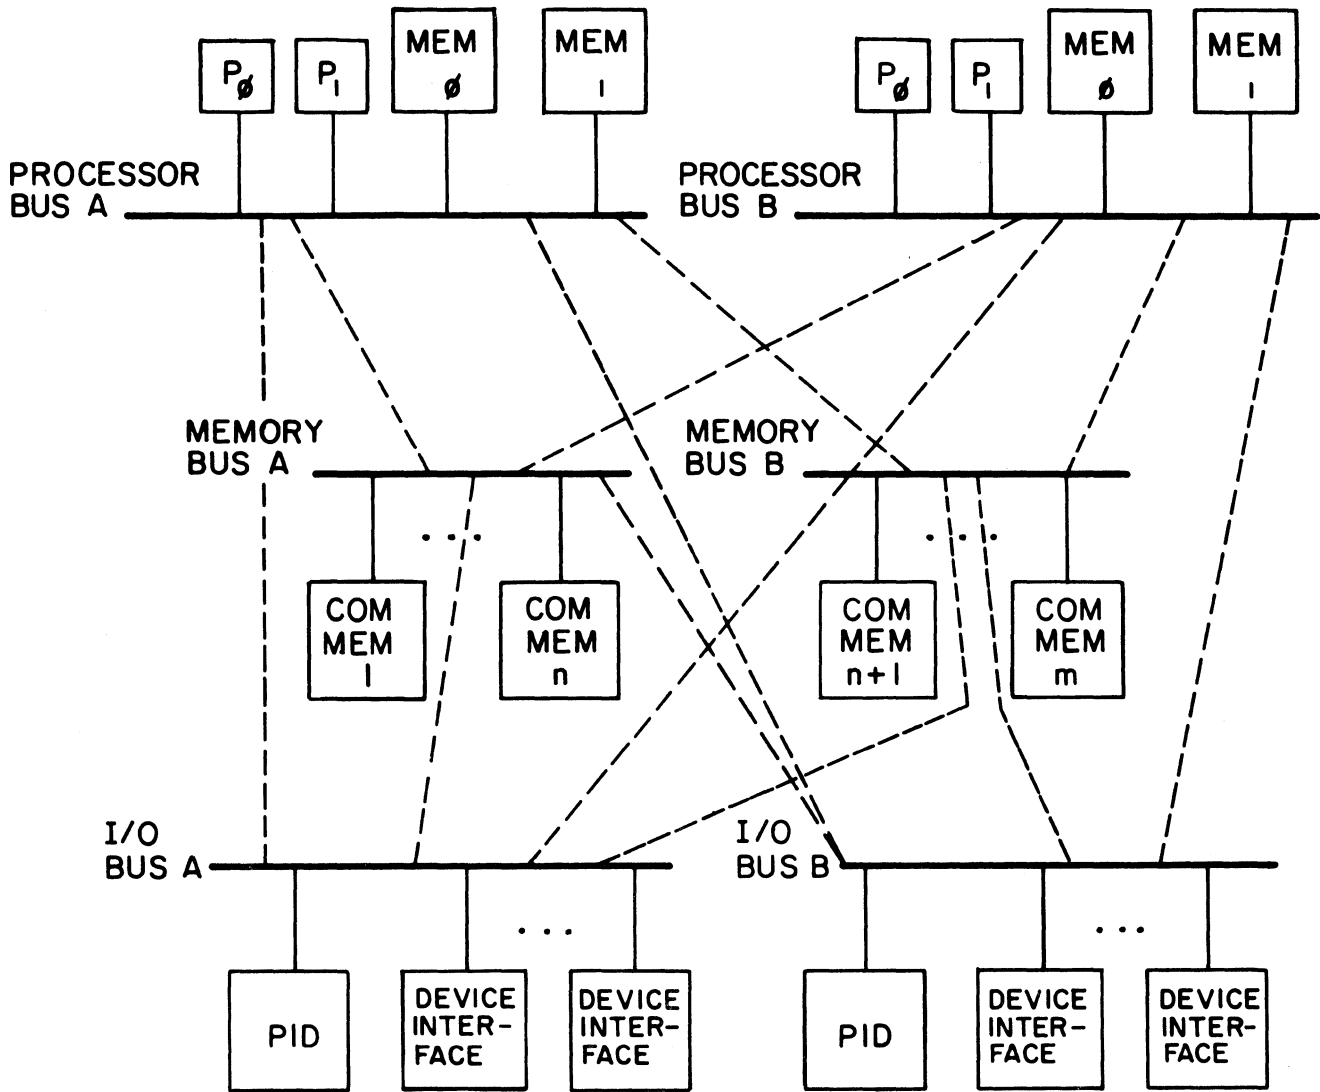 PROCESSOR
BUS A
Pø
P1
MEM
ø
MEM
1
PROCESSOR
BUS B
Pø
P1
MEM
ø
MEM
1
MEMORY
BUS A
...
COM
MEM
1
COM
MEM
n
MEMORY
BUS B
...
COM
MEM
n+1
COM
MEM
m
I/O
BUS A
...
PID
DEVICE
INTER-
FACE
DEVICE
INTER-
FACE
I/O
BUS B
...
PID
DEVICE
INTER-
FACE
DEVICE
INTER-
FACE